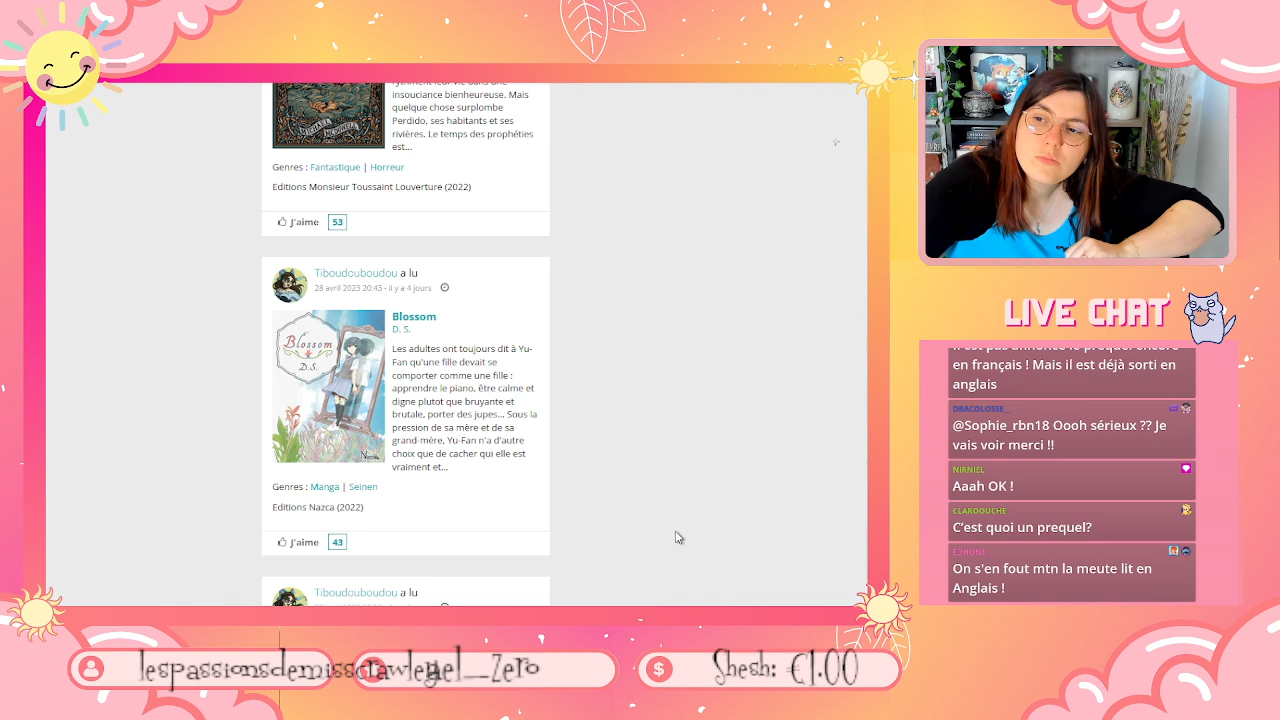 insouciance bienheureuse. Mais
quelque chose surplombe
Perdido, ses habitants et ses
rivières. Le temps des prophéties
est...
MICHAEL
MCDOWELL
Genres : Fantastique | Horreur
Editions Monsieur Toussaint Louverture (2022)
J'aime 53
Tiboudouboudou a lu
28 avril 2023 20:43 - il y a 4 jours
Blossom
D. S.
Blossom
D.S.
Les adultes ont toujours dit à Yu-
Fan qu'une fille devait se
comporter comme une fille :
apprendre le piano, être calme et
digne plutot que bruyante et
brutale, porter des jupes... Sous la
pression de sa mère et de sa
grand-mère, Yu-Fan n'a d'autre
choix que de cacher qui elle est
vraiment et...
Genres : Manga | Seinen
Editions Nazca (2022)
J'aime 43
Tiboudouboudou a lu
LIVE CHAT
en français ! Mais il est déjà sorti en
anglais
DRACOLOSSE_
@Sophie_rbn18 Oooh sérieux ?? Je
vais voir merci !!
NIRNIEL
Aaah OK !
CLAROOUCHE
C'est quoi un prequel?
EDHONE
On s'en fout mtn la meute lit en
Anglais !
lespassionsdemisscrawley
el_Zero
Shesh: €1.00